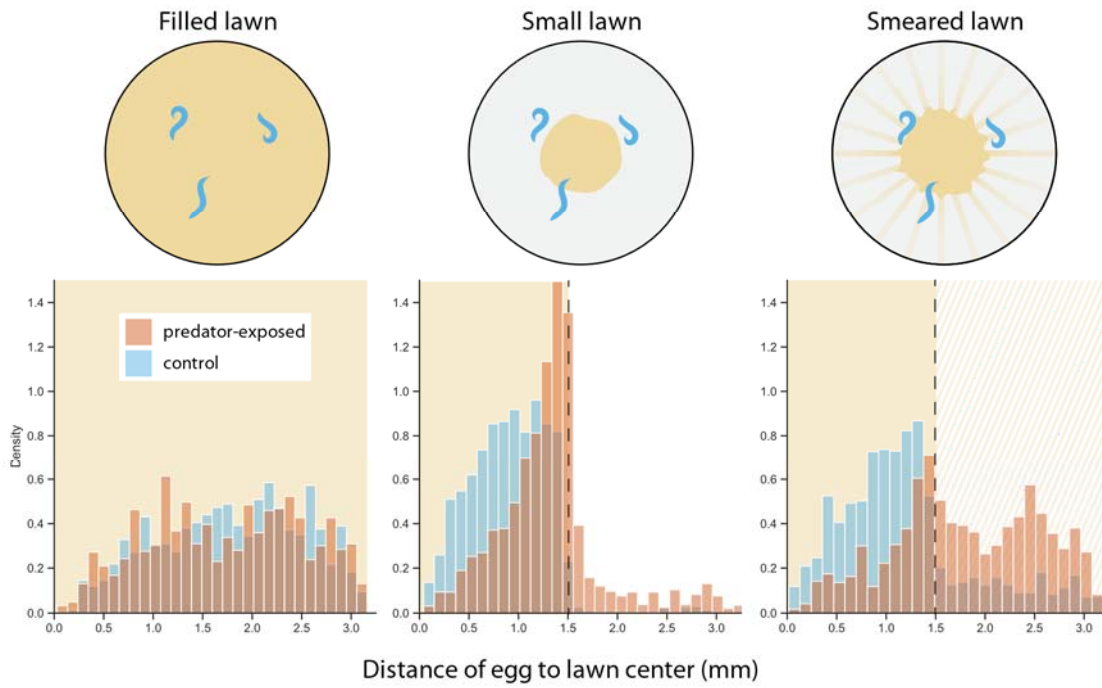 Filled lawn
Small lawn
Smeared lawn
Density
1.4
1.2
1.0
0.8
0.6
0.4
0.2
0.0
predator-exposed
control
0.0 0.5 1.0 1.5 2.0 2.5 3.0
1.4
1.2
1.0
0.8
0.6
0.4
0.2
0.0
0.0 0.5 1.0 1.5 2.0 2.5 3.0
1.4
1.2
1.0
0.8
0.6
0.4
0.2
0.0
0.0 0.5 1.0 1.5 2.0 2.5 3.0
Distance of egg to lawn center (mm)